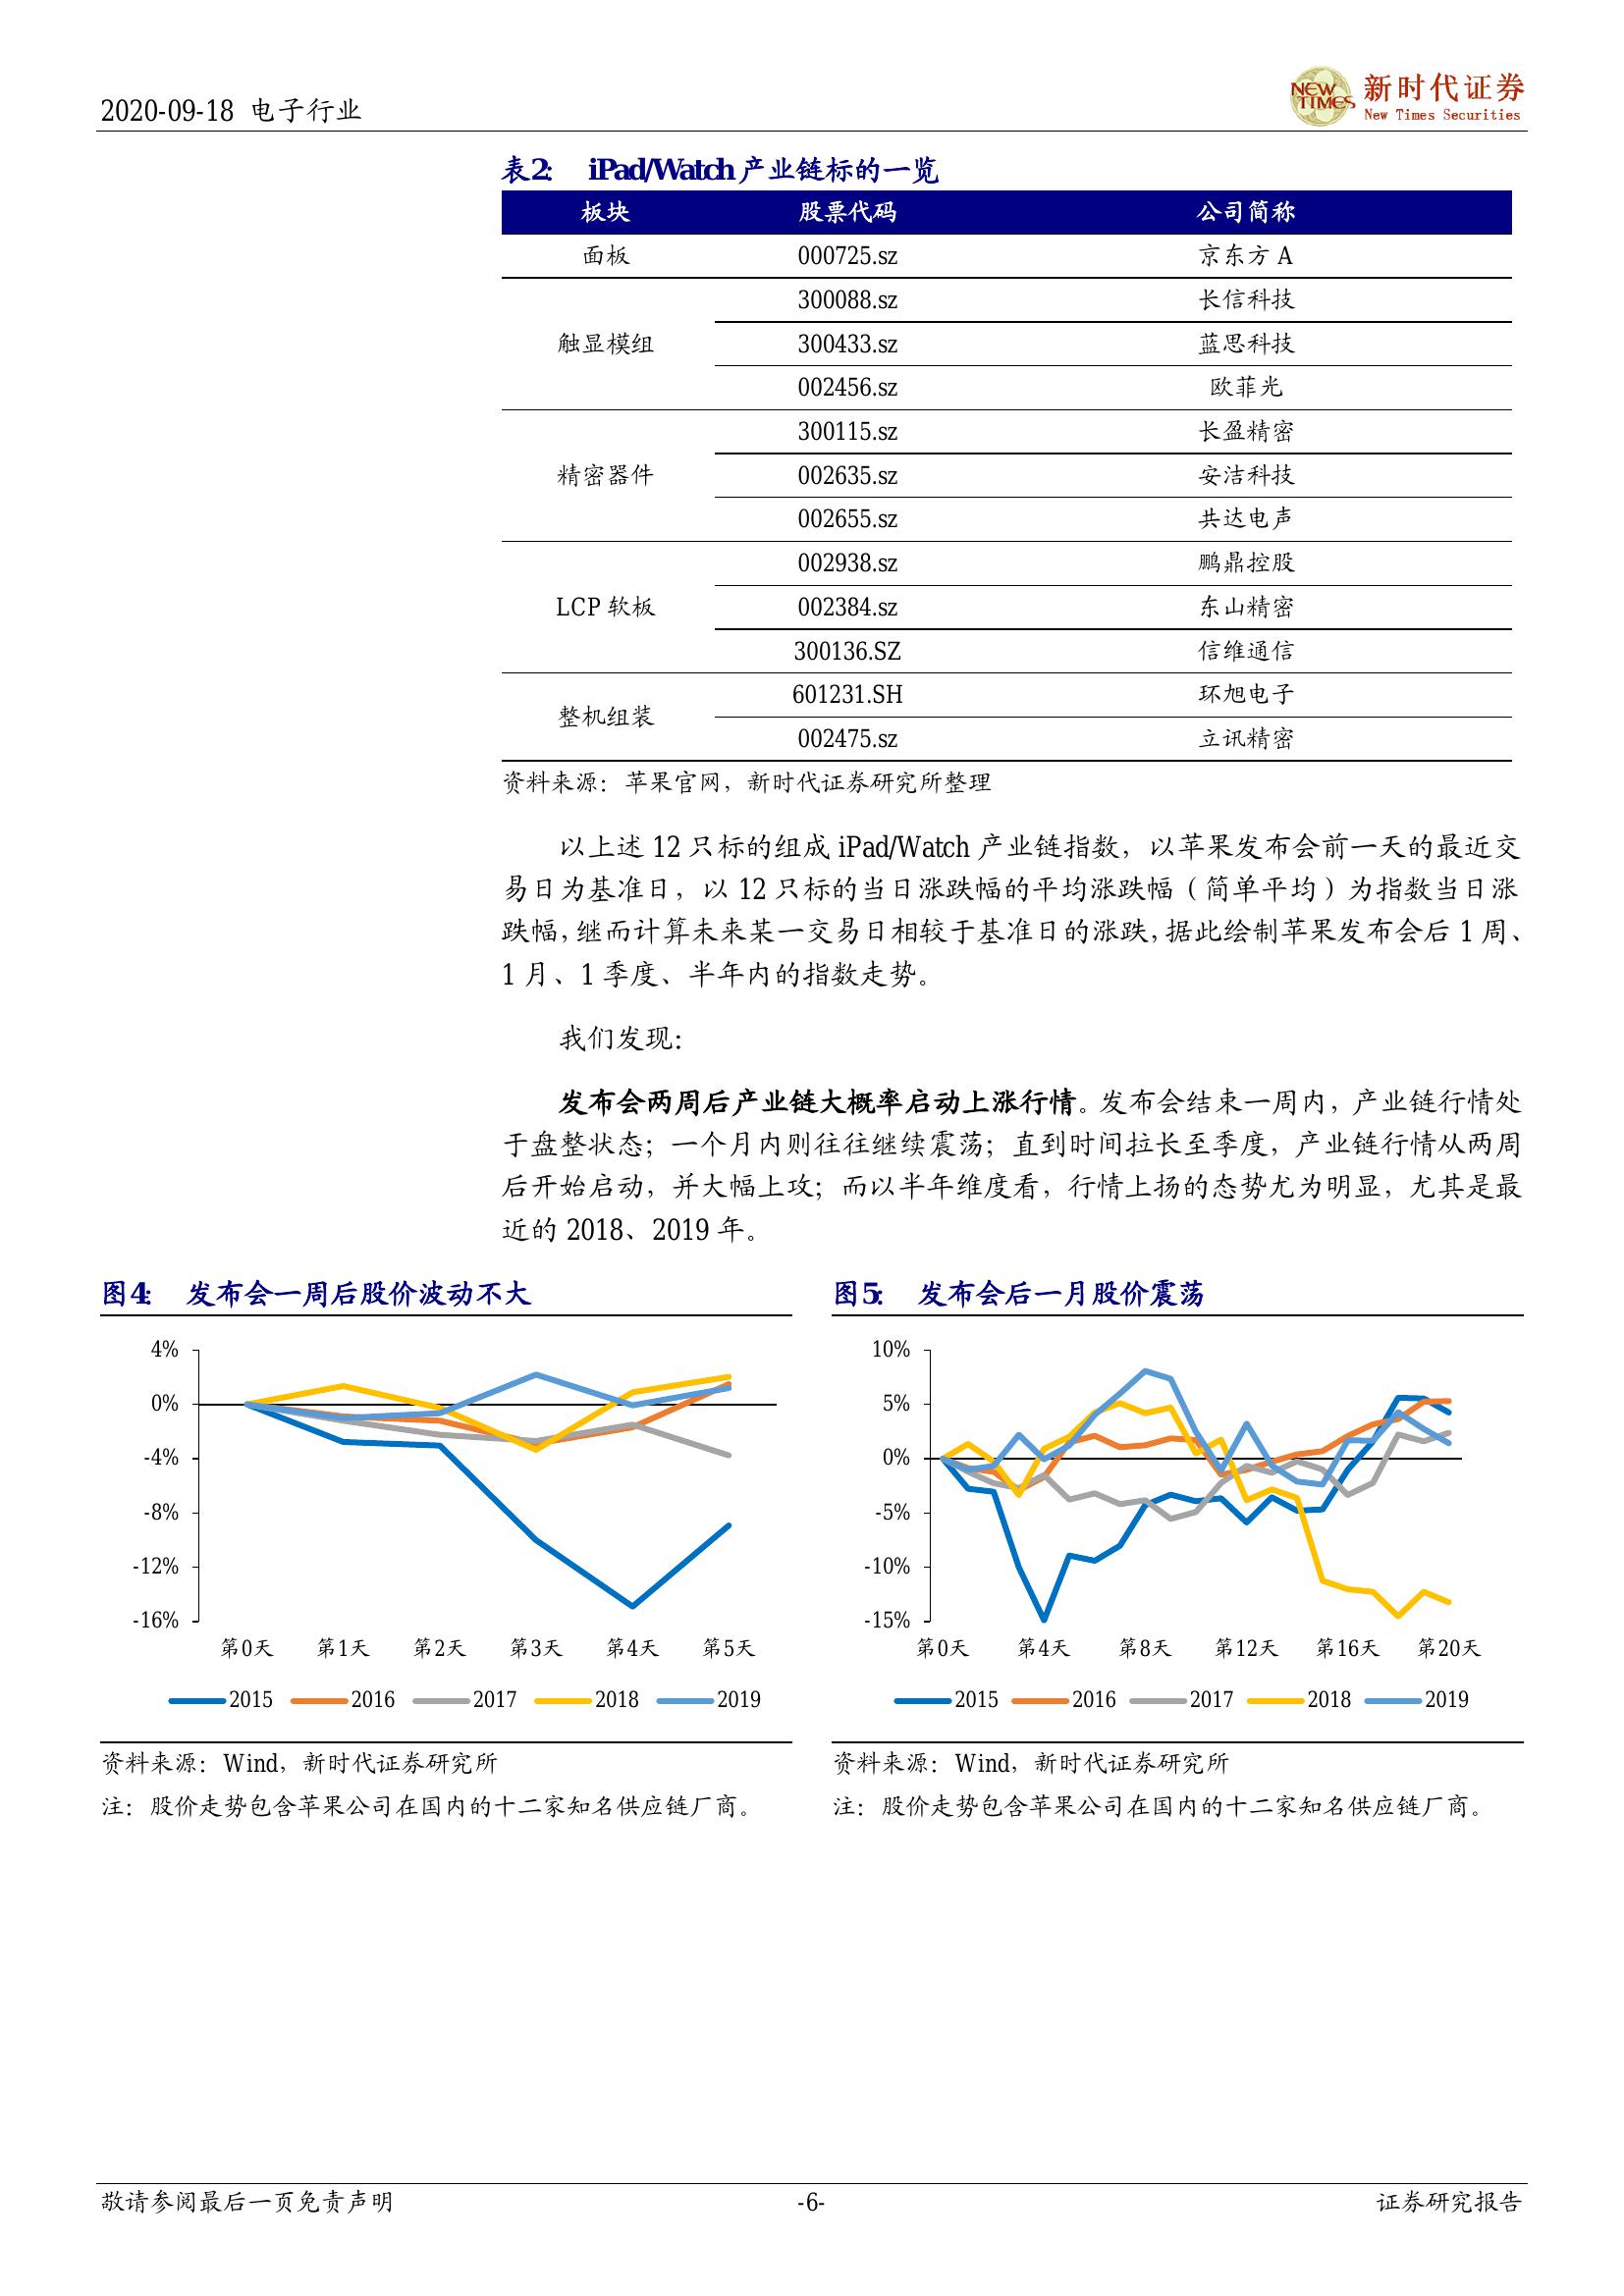 2020-09-18 电子行业
NEW TIMES 新时代证券
New Times Securities
表2: iPad/Watch 产业链标的一览
板块 股票代码 公司简称
面板 000725.sz 京东方 A
触显模组 300088.sz 长信科技
300433.sz 蓝思科技
002456.sz 欧菲光
精密器件 300115.sz 长盈精密
002635.sz 安洁科技
002655.sz 共达电声
LCP 软板 002938.sz 鹏鼎控股
002384.sz 东山精密
300136.SZ 信维通信
整机组装 601231.SH 环旭电子
002475.sz 立讯精密
资料来源：苹果官网，新时代证券研究所整理
以上述 12 只标的组成 iPad/Watch 产业链指数，以苹果发布会前一天的最近交
易日为基准日，以 12 只标的当日涨跌幅的平均涨跌幅（简单平均）为指数当日涨
跌幅，继而计算未来某一交易日相较于基准日的涨跌，据此绘制苹果发布会后 1 周、
1 月、1 季度、半年内的指数走势。
我们发现：
发布会两周后产业链大概率启动上涨行情。发布会结束一周内，产业链行情处
于盘整状态；一个月内则往往继续震荡；直到时间拉长至季度，产业链行情从两周
后开始启动，并大幅上攻；而以半年维度看，行情上扬的态势尤为明显，尤其是最
近的 2018、2019 年。
图4: 发布会一周后股价波动不大
4%
0%
-4%
-8%
-12%
-16%
第0天 第1天 第2天 第3天 第4天 第5天
2015 2016 2017 2018 2019
资料来源：Wind，新时代证券研究所
注：股价走势包含苹果公司在国内的十二家知名供应链厂商。
图5: 发布会后一月股价震荡
10%
5%
0%
-5%
-10%
-15%
第0天 第4天 第8天 第12天 第16天 第20天
2015 2016 2017 2018 2019
资料来源：Wind，新时代证券研究所
注：股价走势包含苹果公司在国内的十二家知名供应链厂商。
敬请参阅最后一页免责声明 -6- 证券研究报告